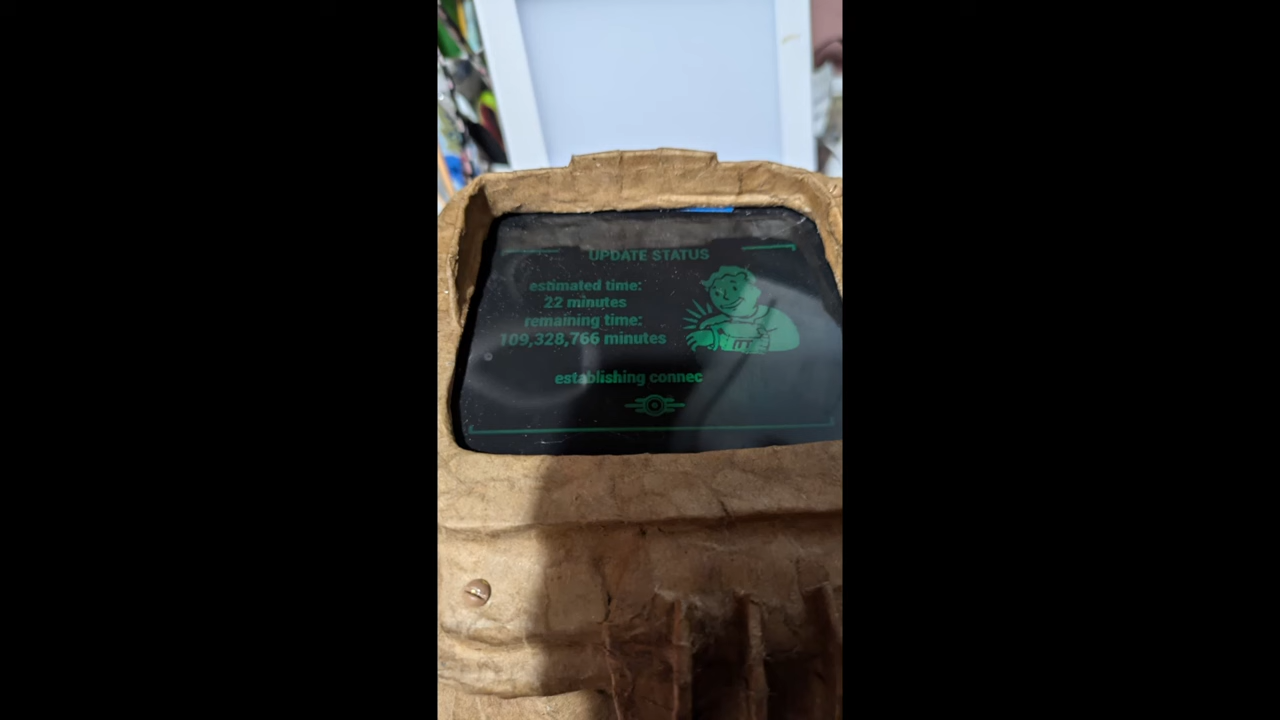 UPDATE STATUS
estimated time:
22 minutes
remaining time:
109,328,766 minutes
establishing connec